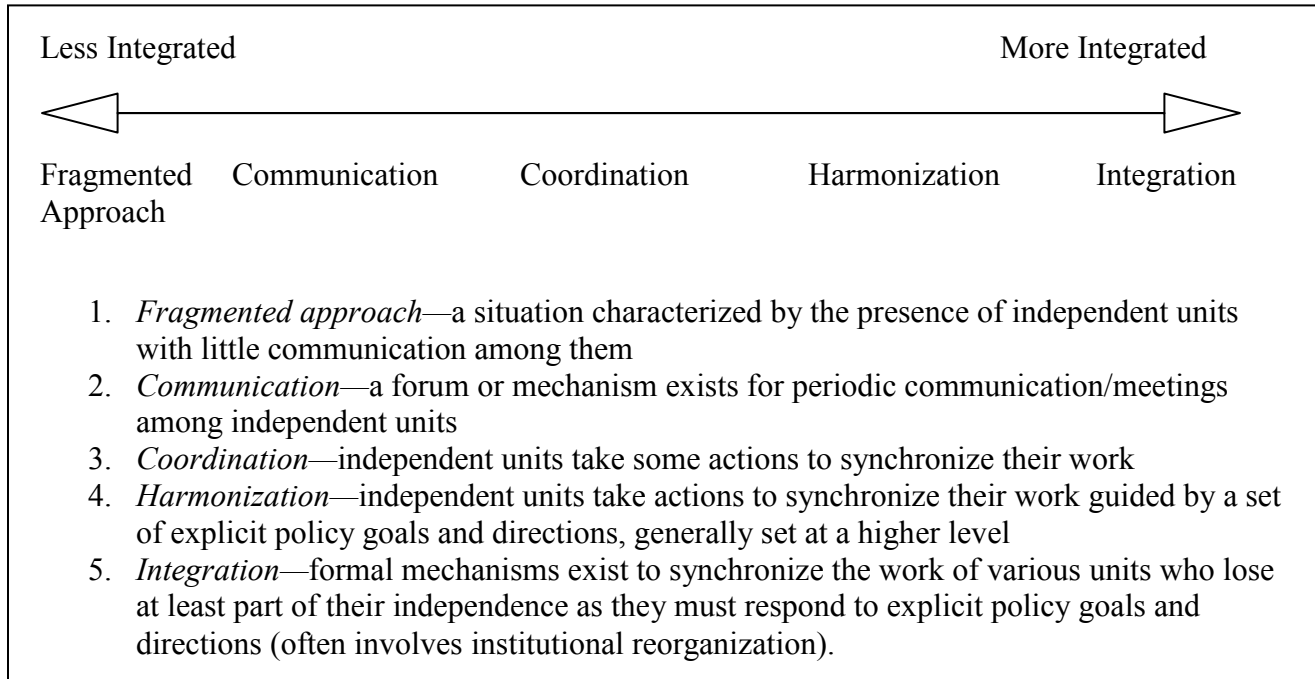 Less Integrated More Integrated
Fragmented Communication Coordination Harmonization Integration
Approach
1. Fragmented approach—a situation characterized by the presence of independent units
with little communication among them
2. Communication—a forum or mechanism exists for periodic communication/meetings
among independent units
3. Coordination—independent units take some actions to synchronize their work
4. Harmonization—independent units take actions to synchronize their work guided by a set
of explicit policy goals and directions, generally set at a higher level
5. Integration—formal mechanisms exist to synchronize the work of various units who lose
at least part of their independence as they must respond to explicit policy goals and
directions (often involves institutional reorganization).